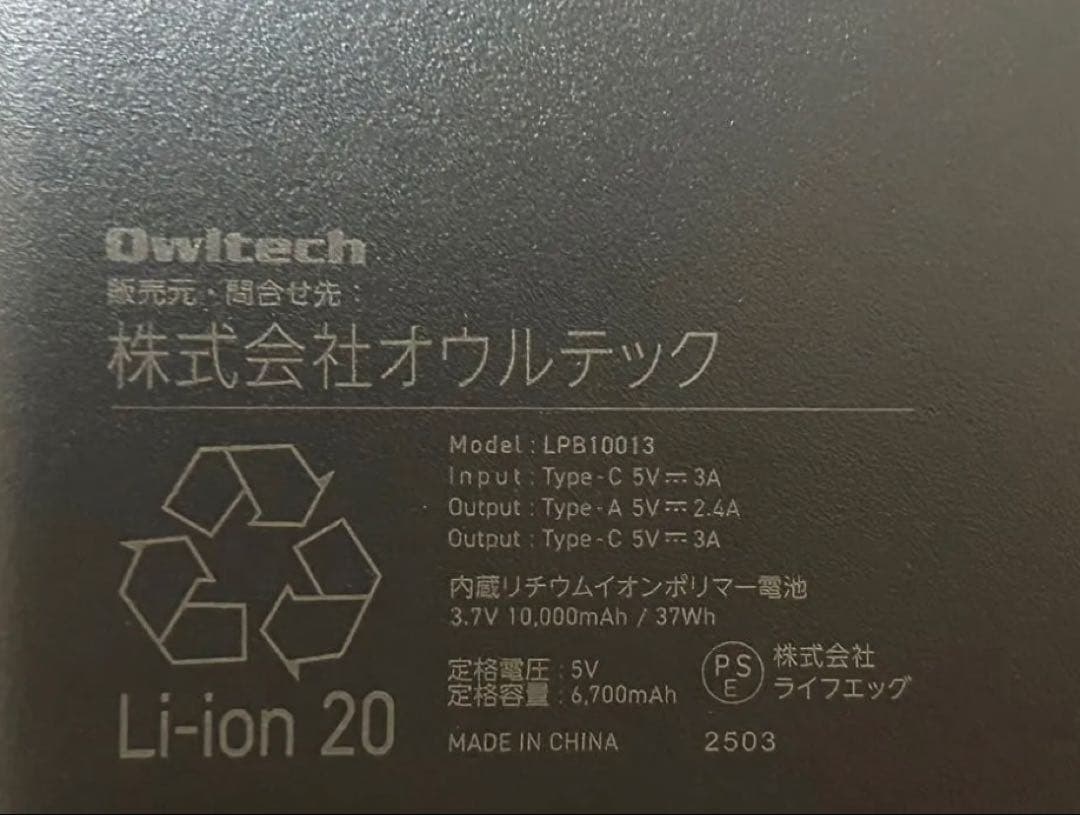 Owltech
販売元・問合せ先：
株式会社オウルテック
Model : LPB10013
Input : Type-C 5V⎓3A
Output : Type-A 5V⎓2.4A
Output : Type-C 5V⎓3A
内蔵リチウムイオンポリマー電池
3.7V 10,000mAh / 37Wh
定格電圧 : 5V
定格容量 : 6,700mAh
PSE
株式会社
ライフエッグ
Li-ion 20
MADE IN CHINA
2503